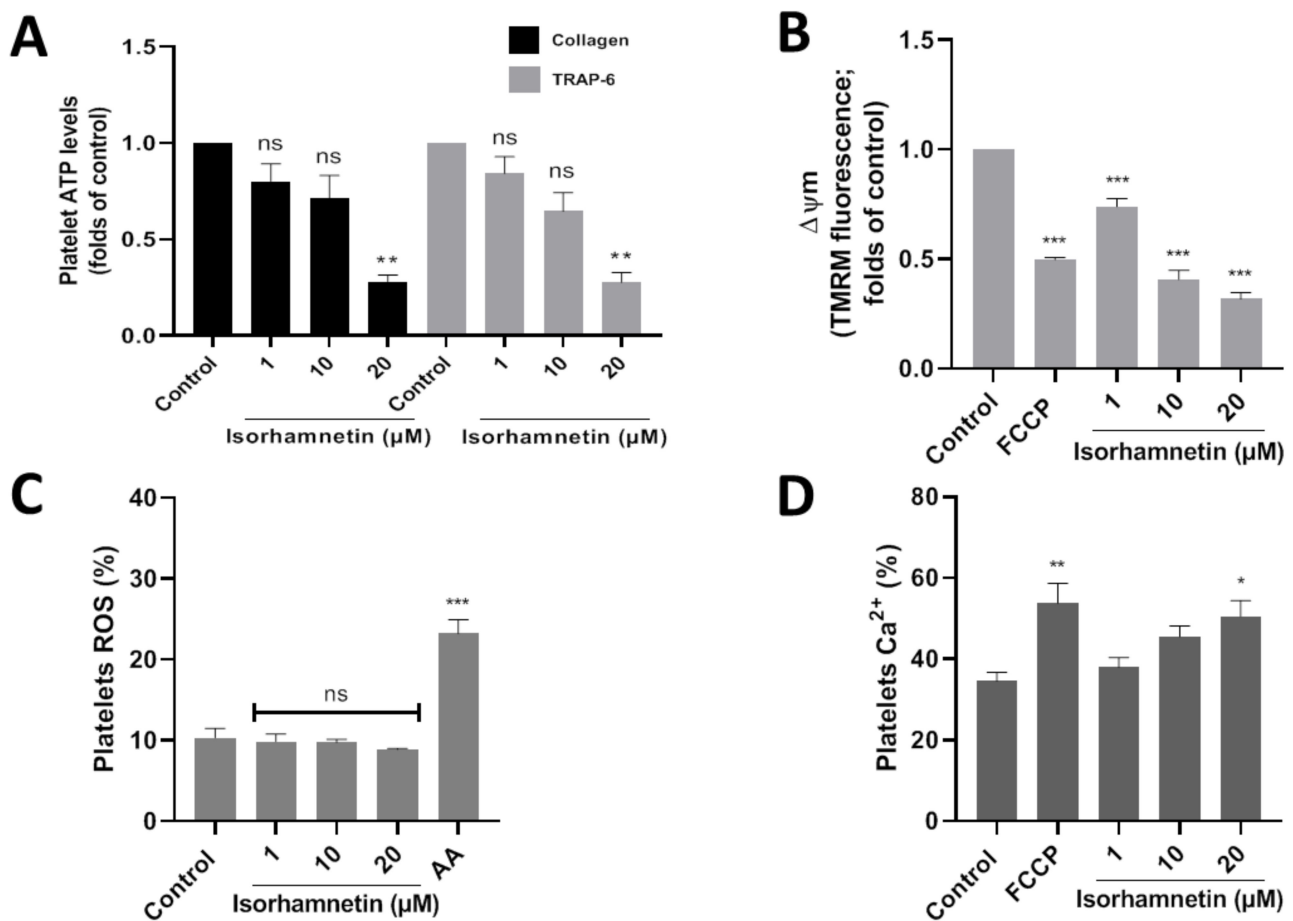 A
Platelet ATP levels
(folds of control)
1.5
1.0
0.5
0.0
Collagen
TRAP-6
ns
ns
**
ns
ns
**
Control
1
10
20
Control
1
10
20
Isorhamnetin (µM)
Isorhamnetin (µM)
B
Δψm
(TMRM fluorescence;
folds of control)
1.5
1.0
0.5
0.0
***
***
***
***
Control
FCCP
1
10
20
Isorhamnetin (µM)
C
Platelets ROS (%)
40
30
20
10
0
ns
***
Control
1
10
20
AA
Isorhamnetin (µM)
D
Platelets Ca²⁺ (%)
80
60
40
20
0
**
*
Control
FCCP
1
10
20
Isorhamnetin (µM)